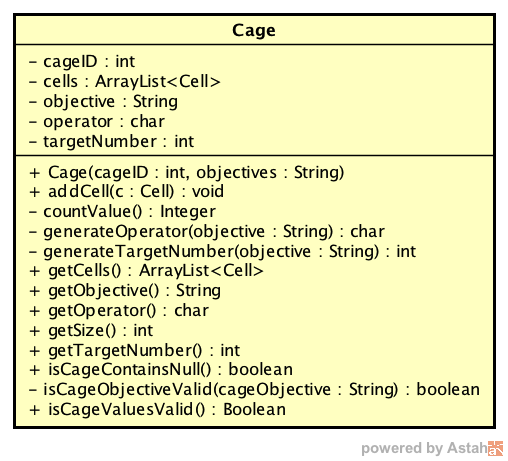 Cage
- cageID : int
- cells : ArrayList<Cell>
- objective : String
- operator : char
- targetNumber : int
+ Cage(cageID : int, objectives : String)
+ addCell(c : Cell) : void
- countValue() : Integer
- generateOperator(objective : String) : char
- generateTargetNumber(objective : String) : int
+ getCells() : ArrayList<Cell>
+ getObjective() : String
+ getOperator() : char
+ getSize() : int
+ getTargetNumber() : int
+ isCageContainsNull() : boolean
- isCageObjectiveValid(cageObjective : String) : boolean
+ isCageValuesValid() : Boolean
powered by Astah